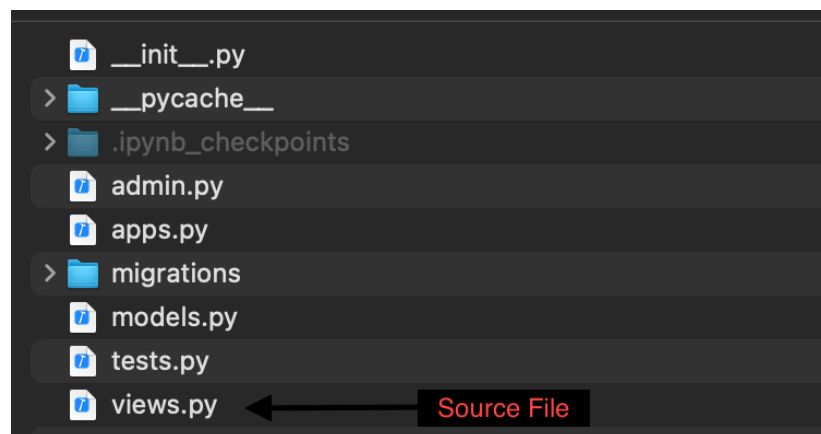 __init__.py
__pycache__
.ipynb_checkpoints
admin.py
apps.py
migrations
models.py
tests.py
views.py Source File